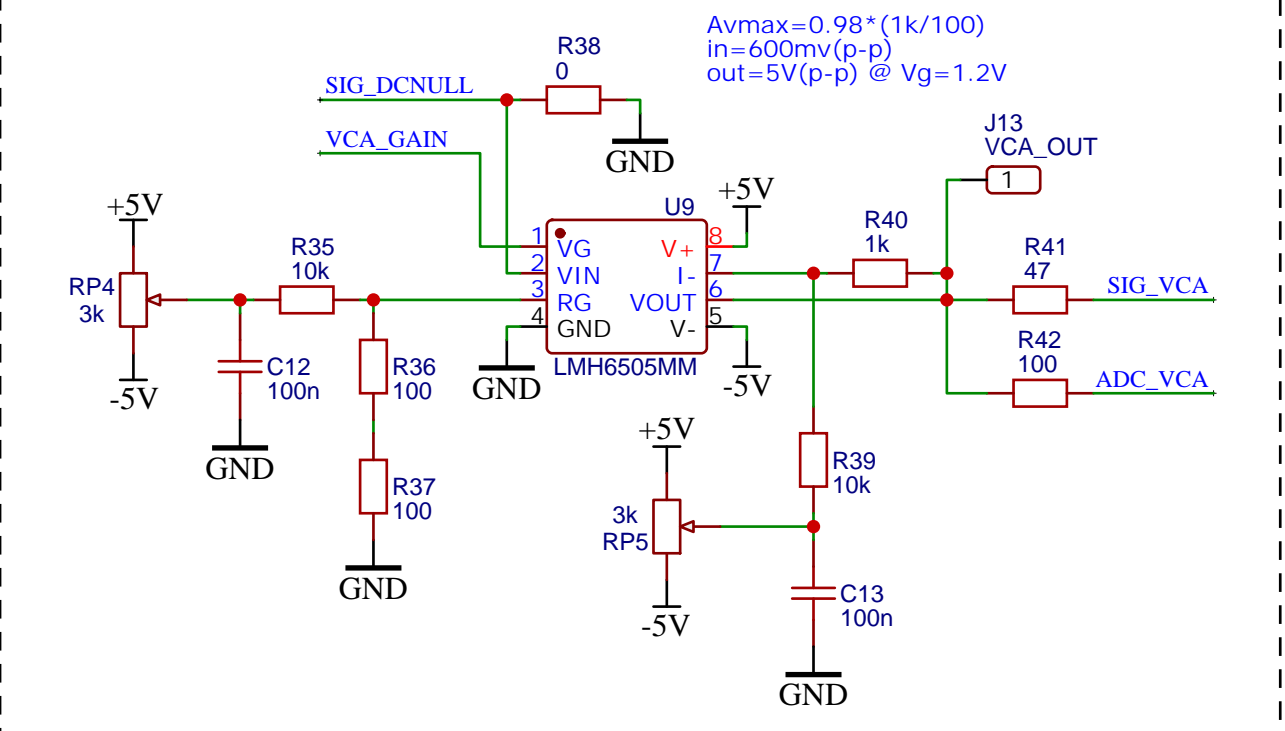 Avmax=0.98*(1k/100)
in=600mv(p-p)
out=5V(p-p) @ Vg=1.2V
R38
0
SIG_DCNULL
VCA_GAIN
GND
J13
VCA_OUT
1
+5V
U9
+5V
RP4
3k
-5V
R35
10k
C12
100n
GND
R36
100
R37
100
GND
1
VG
2
VIN
3
RG
4
GND
V+
8
I-
7
VOUT
6
V-
5
LMH6505MM
GND
-5V
R40
1k
R41
47
SIG_VCA
R42
100
ADC_VCA
+5V
3k
RP5
-5V
R39
10k
C13
100n
GND